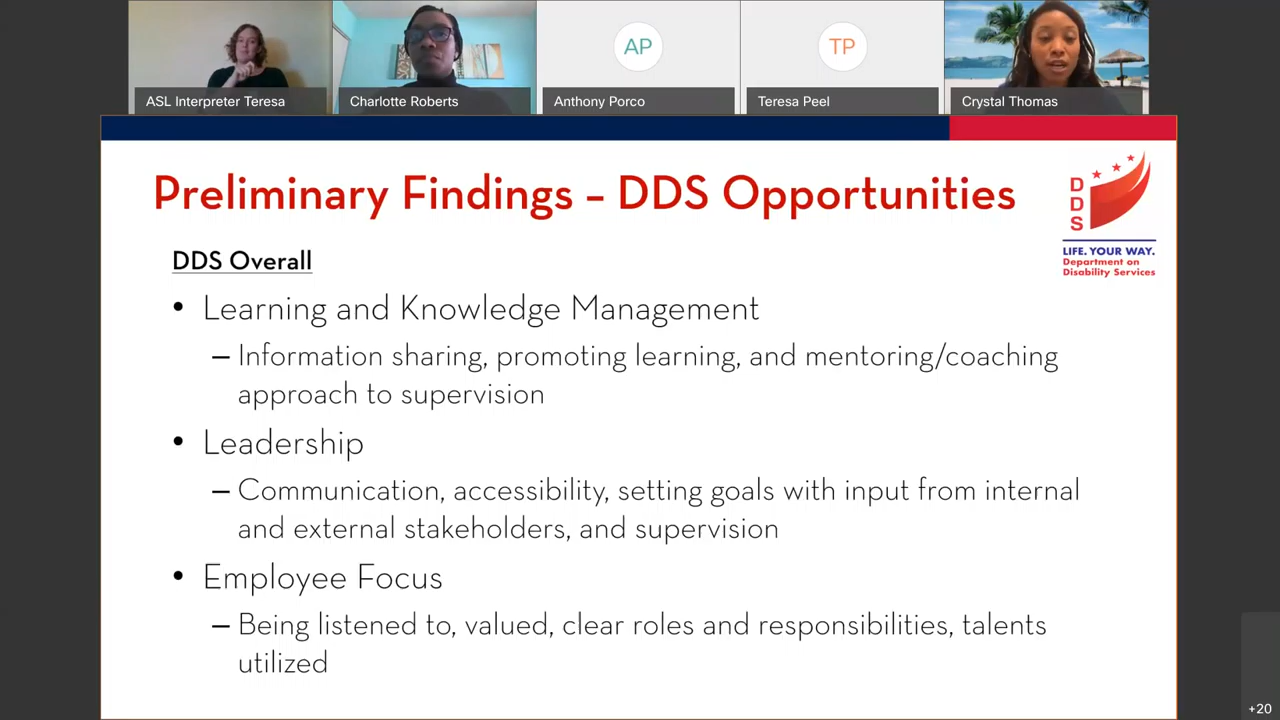 ASL Interpreter Teresa
Charlotte Roberts
AP
Anthony Porco
TP
Teresa Peel
Crystal Thomas
Preliminary Findings – DDS Opportunities
D
D
S
LIFE. YOUR WAY.
Department on
Disability Services
DDS Overall
• Learning and Knowledge Management
– Information sharing, promoting learning, and mentoring/coaching
approach to supervision
• Leadership
– Communication, accessibility, setting goals with input from internal
and external stakeholders, and supervision
• Employee Focus
– Being listened to, valued, clear roles and responsibilities, talents
utilized
+20